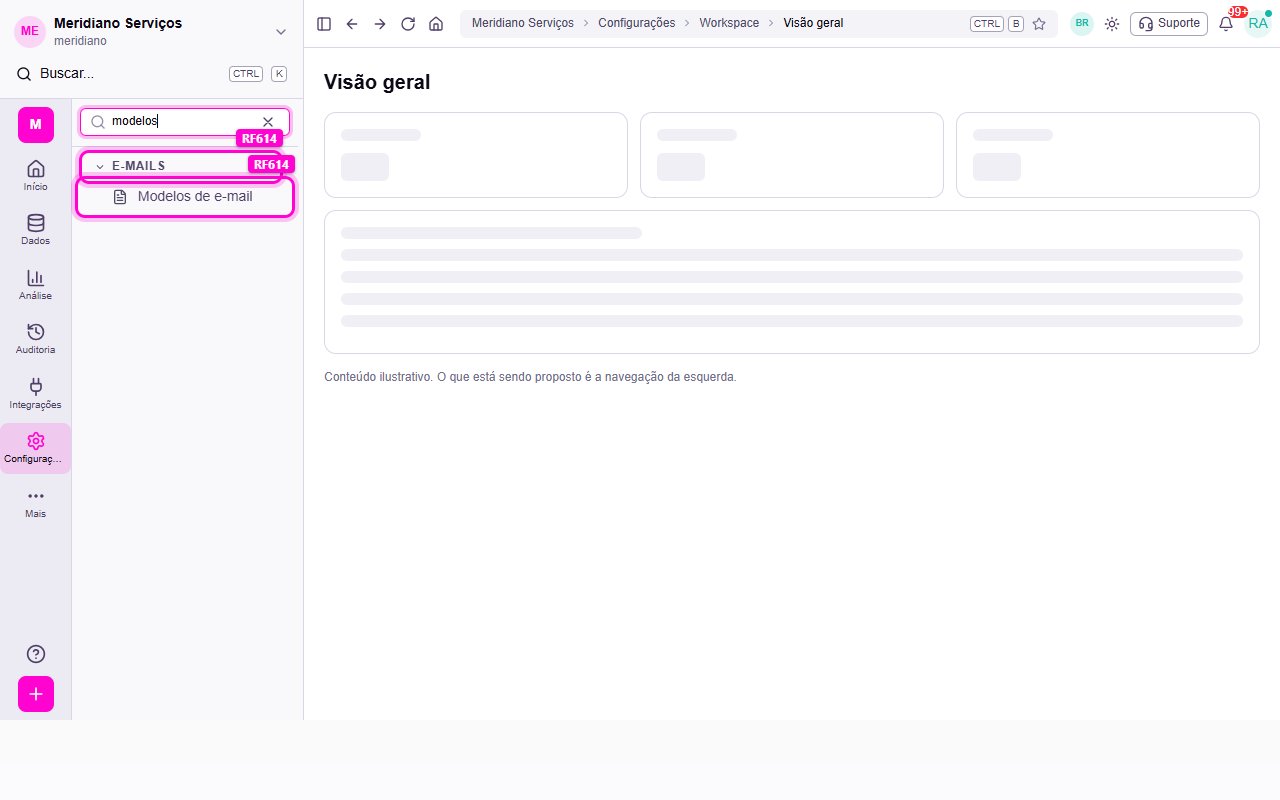 ME
Meridiano Serviços
meridiano
Buscar...
CTRL K
M
Início
Dados
Análise
Auditoria
Integrações
Configuraç...
Mais
modelos
RF614
E-MAILS
RF614
Modelos de e-mail
Meridiano Serviços > Configurações > Workspace > Visão geral
CTRL B
BR
Suporte
99+
RA
Visão geral
Conteúdo ilustrativo. O que está sendo proposto é a navegação da esquerda.